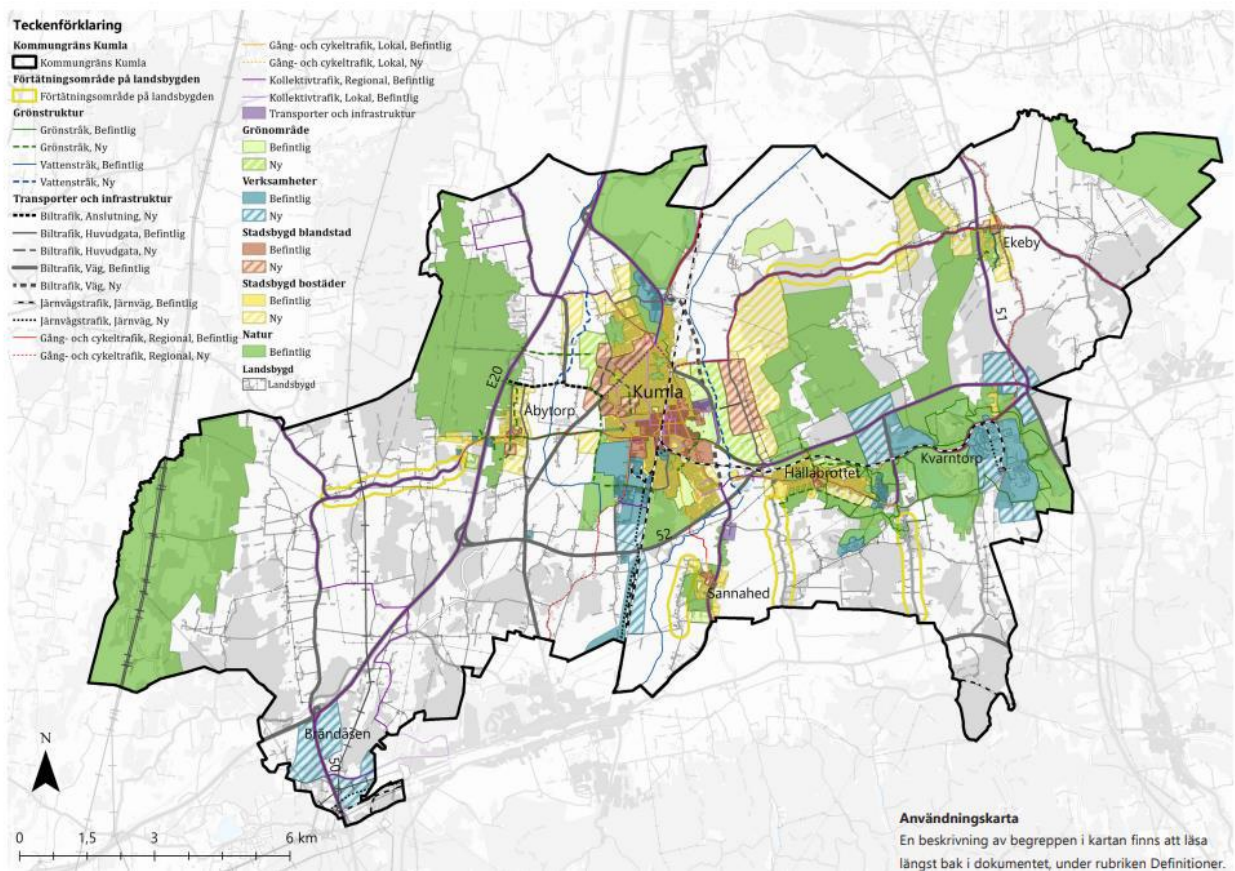 Teckenförklaring
Kommungräns Kumla
Kommungräns Kumla
Förtätningsområde på landsbygden
Förtätningsområde på landsbygden
Grönstruktur
Grönstråk, Befintlig
Grönstråk, Ny
Vattenstråk, Befintlig
Vattenstråk, Ny
Transporter och infrastruktur
Biltrafik, Anslutning, Ny
Biltrafik, Huvudgata, Befintlig
Biltrafik, Huvudgata, Ny
Biltrafik, Väg, Befintlig
Biltrafik, Väg, Ny
Järnvägstrafik, Järnväg, Befintlig
Järnvägstrafik, Järnväg, Ny
Gång- och cykeltrafik, Regional, Befintlig
Gång- och cykeltrafik, Regional, Ny
Gång- och cykeltrafik, Lokal, Befintlig
Gång- och cykeltrafik, Lokal, Ny
Kollektivtrafik, Regional, Befintlig
Kollektivtrafik, Lokal, Befintlig
Transporter och infrastruktur
Grönområde
Befintlig
Ny
Verksamheter
Befintlig
Ny
Stadsbygd blandstad
Befintlig
Ny
Stadsbygd bostäder
Befintlig
Ny
Natur
Befintlig
Landsbygd
Landsbygd
Ekeby
51
E20
Kumla
Åbytorp
Hällabrottet
Kvarntorp
52
Sannahed
Brändåsen
50
N
0 1,5 3 6 km
Användningskarta
En beskrivning av begreppen i kartan finns att läsa
längst bak i dokumentet, under rubriken Definitioner.